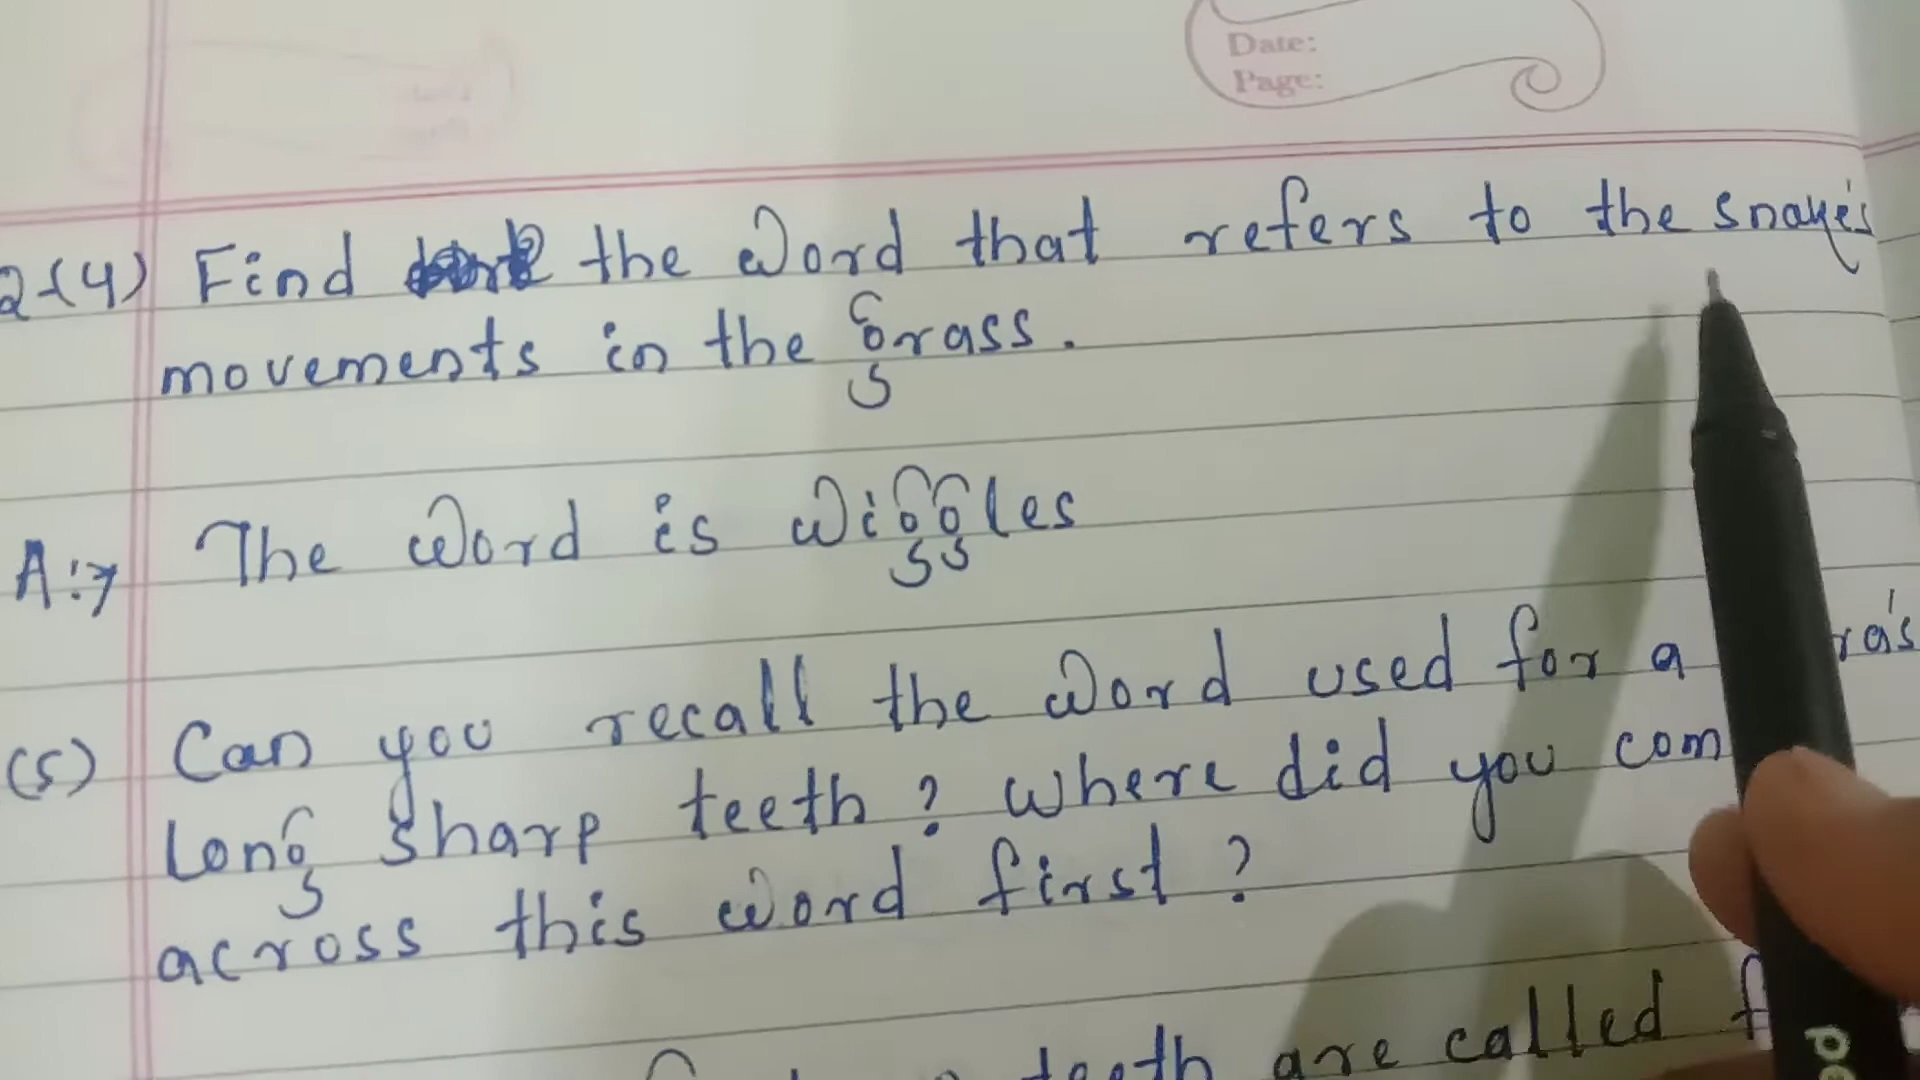 Date:
Page:
Q-(4) Find the word that refers to the snake's
movements in the Grass.
A:→ The word is wiggles
(5) Can you recall the word used for a
long sharp teeth? Where did you com
across this word first?
teeth are called